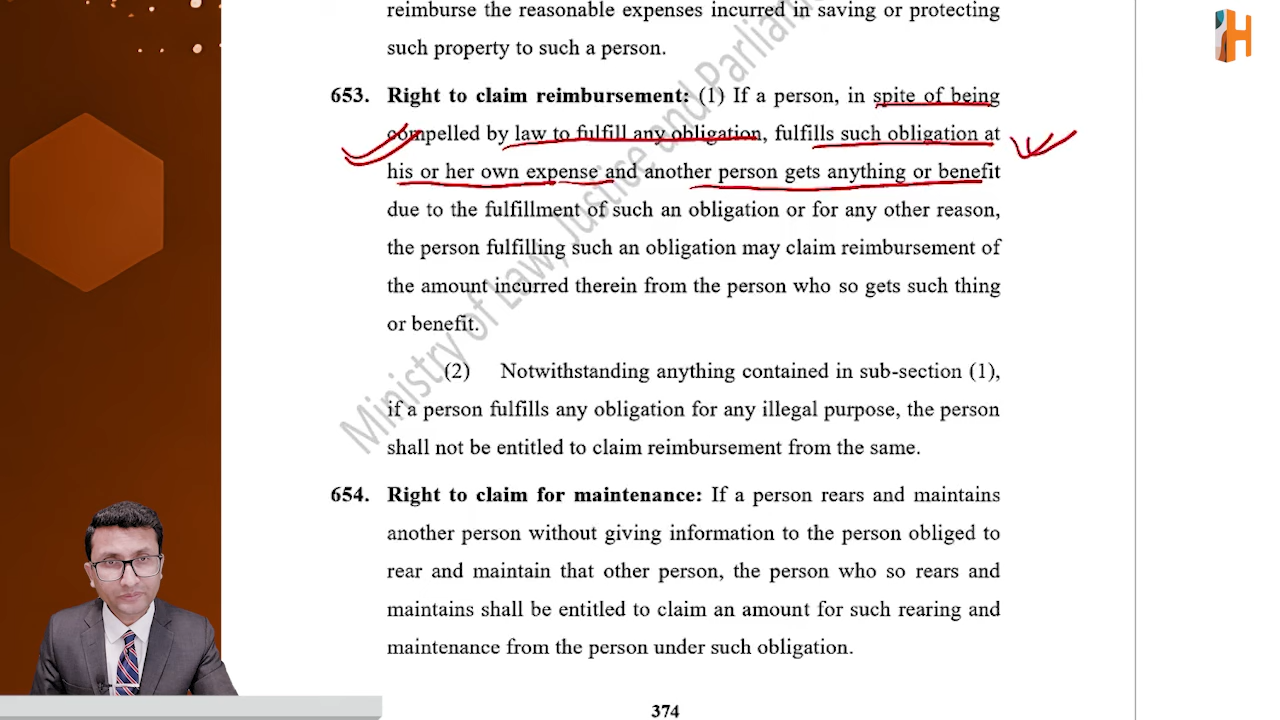 reimburse the reasonable expenses incurred in saving or protecting
such property to such a person.
653. Right to claim reimbursement: (1) If a person, in spite of being
compelled by law to fulfill any obligation, fulfills such obligation at
his or her own expense and another person gets anything or benefit
due to the fulfillment of such an obligation or for any other reason,
the person fulfilling such an obligation may claim reimbursement of
the amount incurred therein from the person who so gets such thing
or benefit.
(2) Notwithstanding anything contained in sub-section (1),
if a person fulfills any obligation for any illegal purpose, the person
shall not be entitled to claim reimbursement from the same.
654. Right to claim for maintenance: If a person rears and maintains
another person without giving information to the person obliged to
rear and maintain that other person, the person who so rears and
maintains shall be entitled to claim an amount for such rearing and
maintenance from the person under such obligation.
374
Ministry of Law, Justice and
H